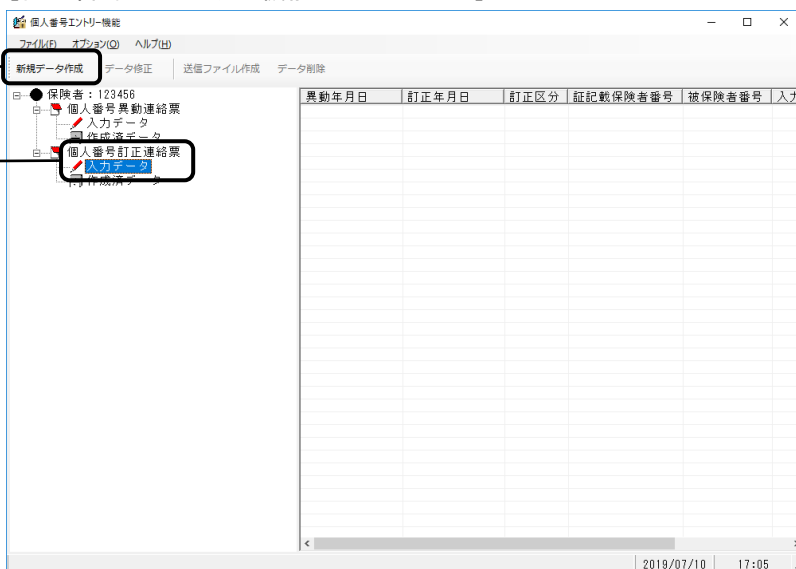 個人番号エントリー機能
ファイル(F) オプション(O) ヘルプ(H)
新規データ作成 データ修正 送信ファイル作成 データ削除
保険者：123456
個人番号異動連絡票
入力データ
作成済データ
個人番号訂正連絡票
入力データ
作成済データ
異動年月日 訂正年月日 訂正区分 証記載保険者番号 被保険者番号 入力
2019/07/10 17:05